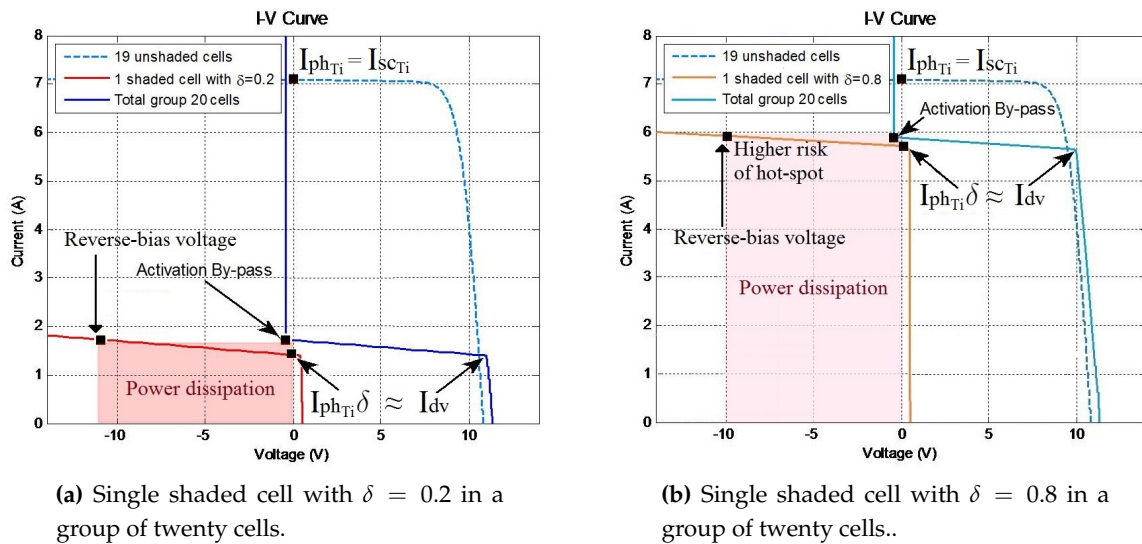 I-V Curve
8
7
6
5
4
3
2
1
0
Current (A)
19 unshaded cells
1 shaded cell with δ=0.2
Total group 20 cells
IphTi = IscTi
Reverse-bias voltage
Activation By-pass
Power dissipation
IphTiδ ≈ Idv
-10
-5
0
5
10
Voltage (V)
(a) Single shaded cell with δ = 0.2 in a
group of twenty cells.
I-V Curve
8
7
6
5
4
3
2
1
0
Current (A)
19 unshaded cells
1 shaded cell with δ=0.8
Total group 20 cells
IphTi = IscTi
Activation By-pass
Higher risk
of hot-spot
IphTiδ ≈ Idv
Reverse-bias voltage
Power dissipation
-10
-5
0
5
10
Voltage (V)
(b) Single shaded cell with δ = 0.8 in a
group of twenty cells..